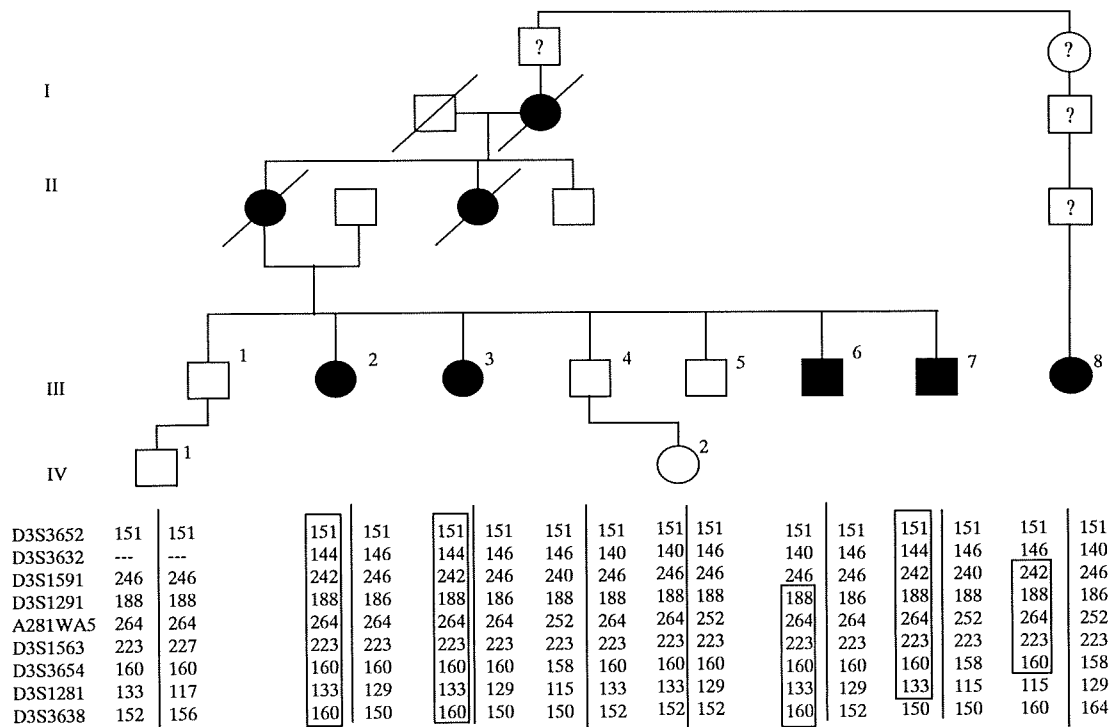 ?
?
I
?
II
?
1
2
3
4
5
6
7
8
III
1
2
IV
D3S3652 151 151 151 151 151 151 151 151 151 151 151 151 151 151 151 151
D3S3632 --- --- 144 146 144 146 146 140 140 146 140 146 144 146 146 140
D3S1591 246 246 242 246 242 246 240 246 246 246 246 246 242 240 242 246
D3S1291 188 188 188 186 188 186 188 188 188 188 188 186 188 188 188 186
A281WA5 264 264 264 264 264 264 252 264 264 252 264 264 264 252 264 252
D3S1563 223 227 223 223 223 223 223 223 223 223 223 223 223 223 223 223
D3S3654 160 160 160 160 160 160 158 160 160 160 160 160 160 158 160 158
D3S1281 133 117 133 129 133 129 115 133 133 129 133 129 133 115 115 129
D3S3638 152 156 160 150 160 150 150 152 152 152 160 152 150 150 160 164